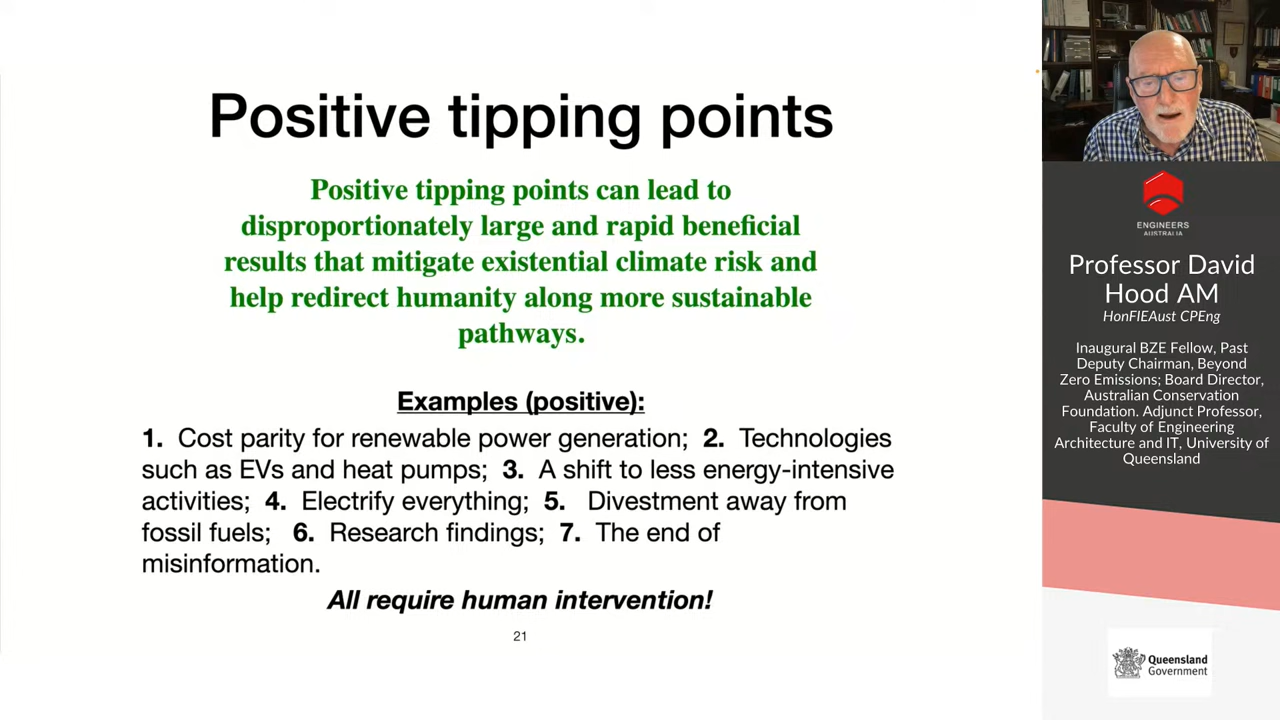 Positive tipping points
Positive tipping points can lead to
disproportionately large and rapid beneficial
results that mitigate existential climate risk and
help redirect humanity along more sustainable
pathways.
Examples (positive):
1. Cost parity for renewable power generation; 2. Technologies
such as EVs and heat pumps; 3. A shift to less energy-intensive
activities; 4. Electrify everything; 5. Divestment away from
fossil fuels; 6. Research findings; 7. The end of
misinformation.
All require human intervention!
21
ENGINEERS
AUSTRALIA
Professor David
Hood AM
HonFIEAust CPEng
Inaugural BZE Fellow, Past
Deputy Chairman, Beyond
Zero Emissions; Board Director,
Australian Conservation
Foundation. Adjunct Professor,
Faculty of Engineering
Architecture and IT, University of
Queensland
Queensland
Government